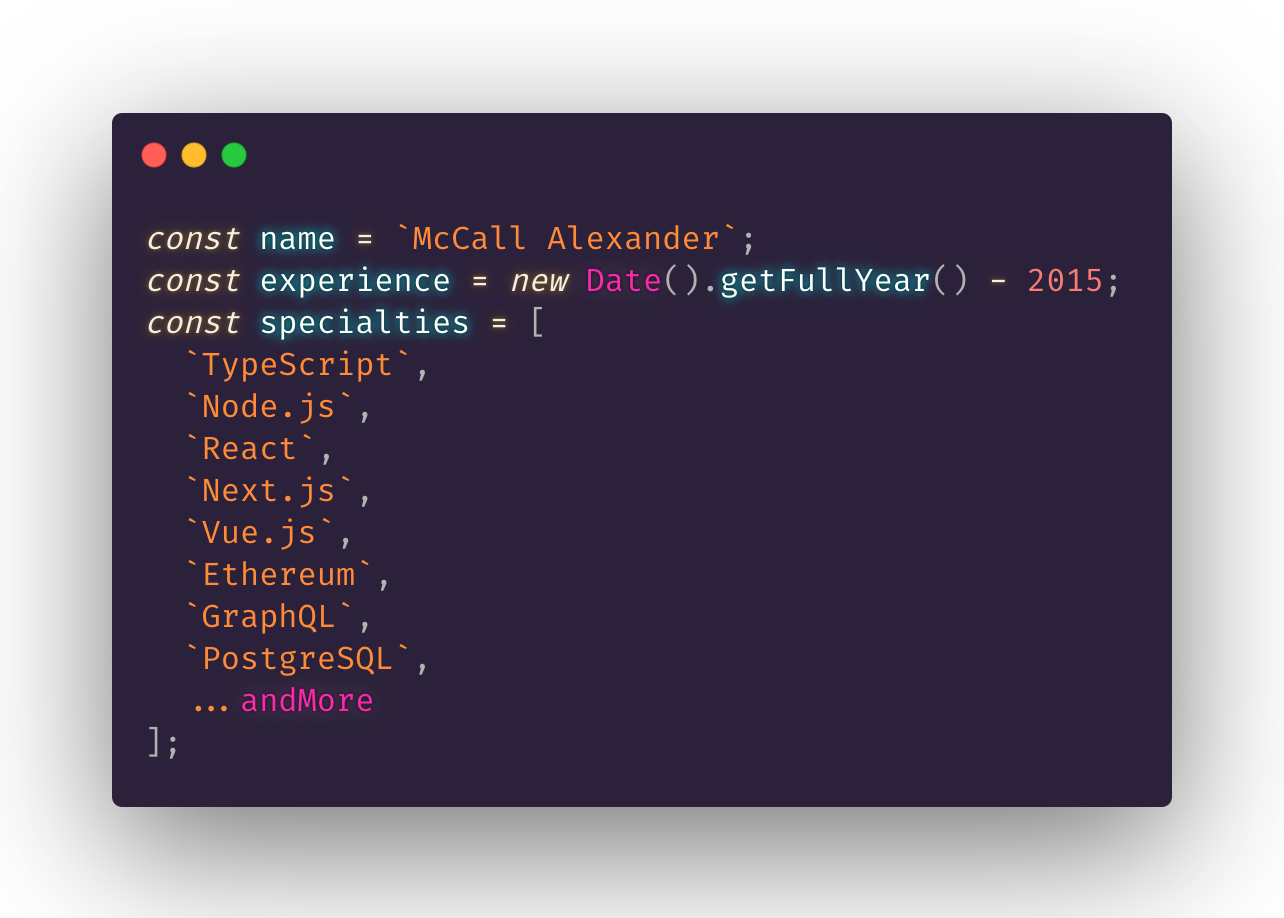 const name = `McCall Alexander`;
const experience = new Date().getFullYear() - 2015;
const specialties = [
  `TypeScript`,
  `Node.js`,
  `React`,
  `Next.js`,
  `Vue.js`,
  `Ethereum`,
  `GraphQL`,
  `PostgreSQL`,
  ...andMore
];